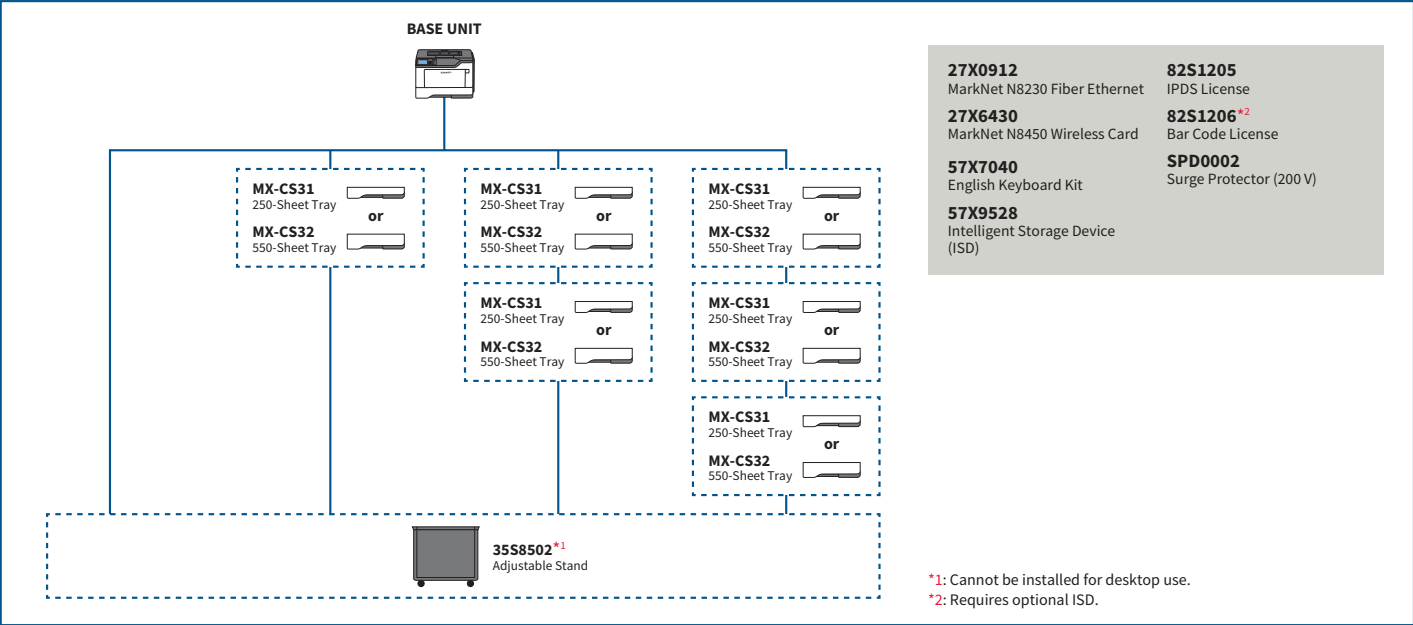 BASE UNIT
MX-CS31
250-Sheet Tray
or
MX-CS32
550-Sheet Tray
MX-CS31
250-Sheet Tray
or
MX-CS32
550-Sheet Tray
MX-CS31
250-Sheet Tray
or
MX-CS32
550-Sheet Tray
MX-CS31
250-Sheet Tray
or
MX-CS32
550-Sheet Tray
MX-CS31
250-Sheet Tray
or
MX-CS32
550-Sheet Tray
MX-CS31
250-Sheet Tray
or
MX-CS32
550-Sheet Tray
35S8502*1
Adjustable Stand
27X0912
MarkNet N8230 Fiber Ethernet
27X6430
MarkNet N8450 Wireless Card
57X7040
English Keyboard Kit
57X9528
Intelligent Storage Device
(ISD)
82S1205
IPDS License
82S1206*2
Bar Code License
SPD0002
Surge Protector (200 V)
*1: Cannot be installed for desktop use.
*2: Requires optional ISD.